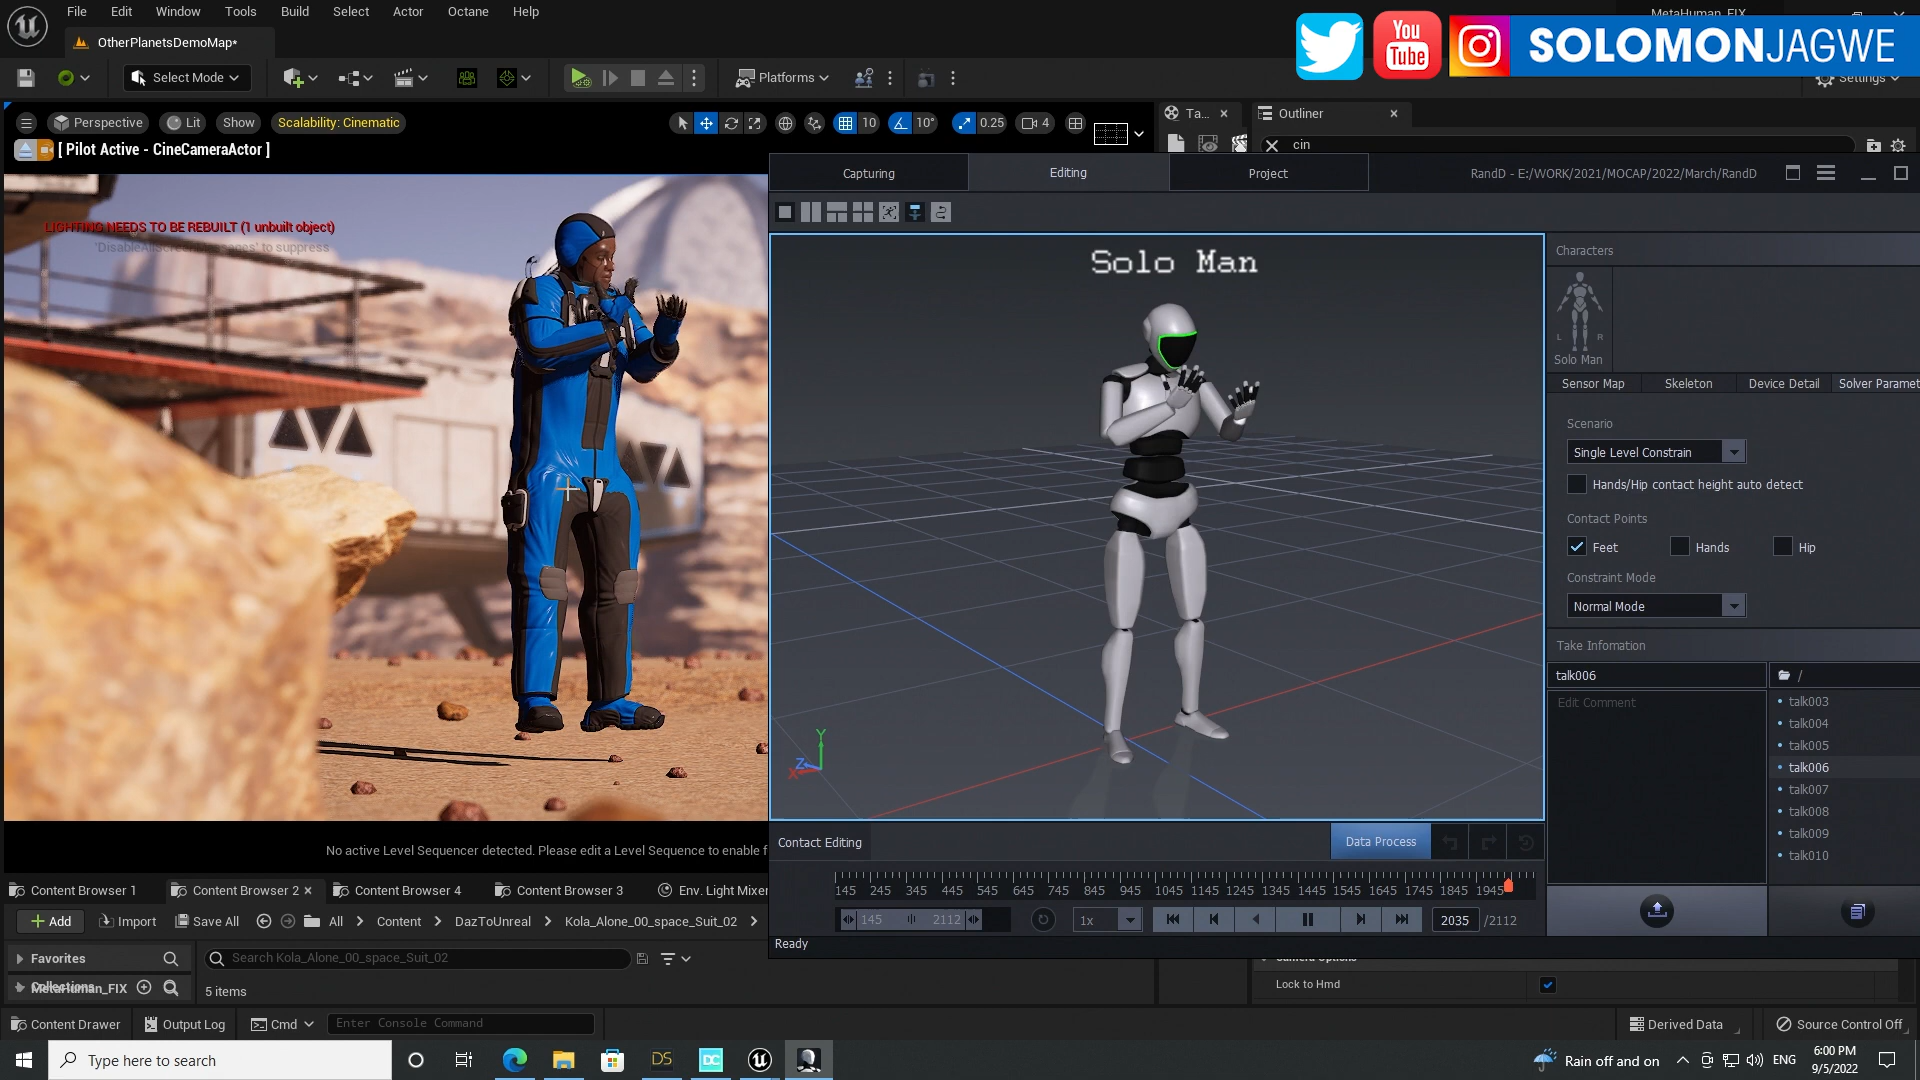 File Edit Window Tools Build Select Actor Octane Help
MetaHuman_FIX
You Tube
SOLOMONJAGWE
OtherPlanetsDemoMap*
Select Mode
Platforms
Settings
Perspective Lit Show Scalability: Cinematic 10 10° 0.25 4
Ta... Outliner
[ Pilot Active - CineCameraActor ]
cin
Capturing Editing Project RandD - E:/WORK/2021/MOCAP/2022/March/RandD
LIGHTING NEEDS TO BE REBUILT (1 unbuilt object)
to suppress
Solo Man
Characters
L R
Solo Man
Sensor Map Skeleton Device Detail Solver Paramet
Scenario
Single Level Constrain
Hands/Hip contact height auto detect
Contact Points
Feet Hands Hip
Constraint Mode
Normal Mode
Take Infomation
talk006 /
Edit Comment
talk003
talk004
talk005
talk006
talk007
talk008
talk009
talk010
Y
Z
X
No active Level Sequencer detected. Please edit a Level Sequence to enable f
Contact Editing Data Process
145 245 345 445 545 645 745 845 945 1045 1145 1245 1345 1445 1545 1645 1745 1845 1945
145 2112 1x 2035 /2112
Ready
Content Browser 1 Content Browser 2 Content Browser 4 Content Browser 3 Env. Light Mixer
Add Import Save All All Content DazToUnreal Kola_Alone_00_space_Suit_02
Favorites
Search Kola_Alone_00_space_Suit_02
MetaHuman_FIX
5 items
Camera Options
Lock to Hmd
Content Drawer Output Log Cmd Enter Console Command Derived Data Source Control Off
Type here to search
DS
DC
Rain off and on ENG 6:00 PM
9/5/2022